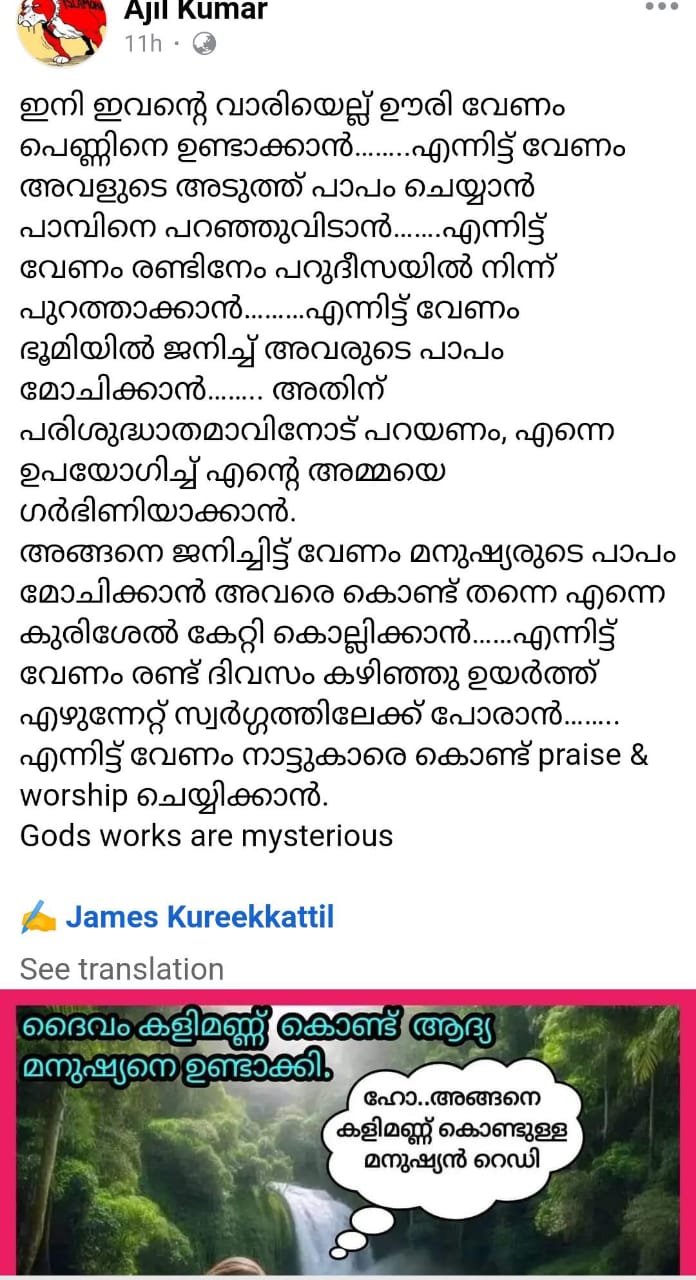 Ajil Kumar
11h
ഇനി ഇവന്റെ വാരിയെല്ല് ഊരി വേണം
പെണ്ണിനെ ഉണ്ടാക്കാൻ........എന്നിട്ട് വേണം
അവളുടെ അടുത്ത് പാപം ചെയ്യാൻ
പാമ്പിനെ പറഞ്ഞുവിടാൻ.......എന്നിട്ട്
വേണം രണ്ടിനേം പറുദീസയിൽ നിന്ന്
പുറത്താക്കാൻ.........എന്നിട്ട് വേണം
ഭൂമിയിൽ ജനിച്ച് അവരുടെ പാപം
മോചിക്കാൻ........ അതിന്
പരിശുദ്ധാതമാവിനോട് പറയണം, എന്നെ
ഉപയോഗിച്ച് എന്റെ അമ്മയെ
ഗർഭിണിയാക്കാൻ.
അങ്ങനെ ജനിച്ചിട്ട് വേണം മനുഷ്യരുടെ പാപം
മോചിക്കാൻ അവരെ കൊണ്ട് തന്നെ എന്നെ
കുരിശേൽ കേറ്റി കൊല്ലിക്കാൻ......എന്നിട്ട്
വേണം രണ്ട് ദിവസം കഴിഞ്ഞു ഉയർത്ത്
എഴുന്നേറ്റ് സ്വർഗ്ഗത്തിലേക്ക് പോരാൻ........
എന്നിട്ട് വേണം നാട്ടുകാരെ കൊണ്ട് praise &
worship ചെയ്യിക്കാൻ.
Gods works are mysterious
✍️ James Kureekkattil
See translation
ദൈവം കളിമണ്ണ് കൊണ്ട് ആദ്യ
മനുഷ്യനെ ഉണ്ടാക്കി.
ഹോ..അങ്ങനെ
കളിമണ്ണ് കൊണ്ടുള്ള
മനുഷ്യൻ റെഡി